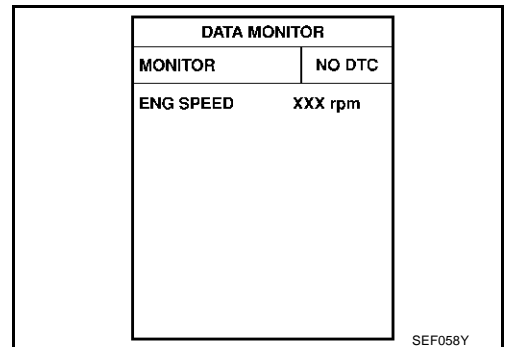 DATA MONITOR
MONITOR NO DTC
ENG SPEED XXX rpm
SEF058Y